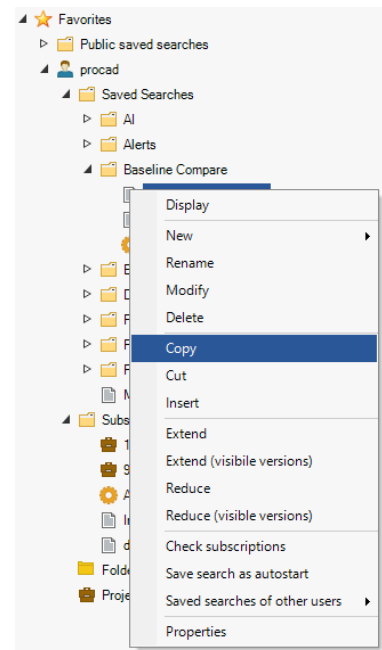 Favorites
Public saved searches
procad
Saved Searches
AI
Alerts
Baseline Compare
Display
New
Rename
Modify
Delete
Copy
Cut
Insert
Extend
Extend (visibile versions)
Reduce
Reduce (visible versions)
Check subscriptions
Save search as autostart
Saved searches of other users
Properties